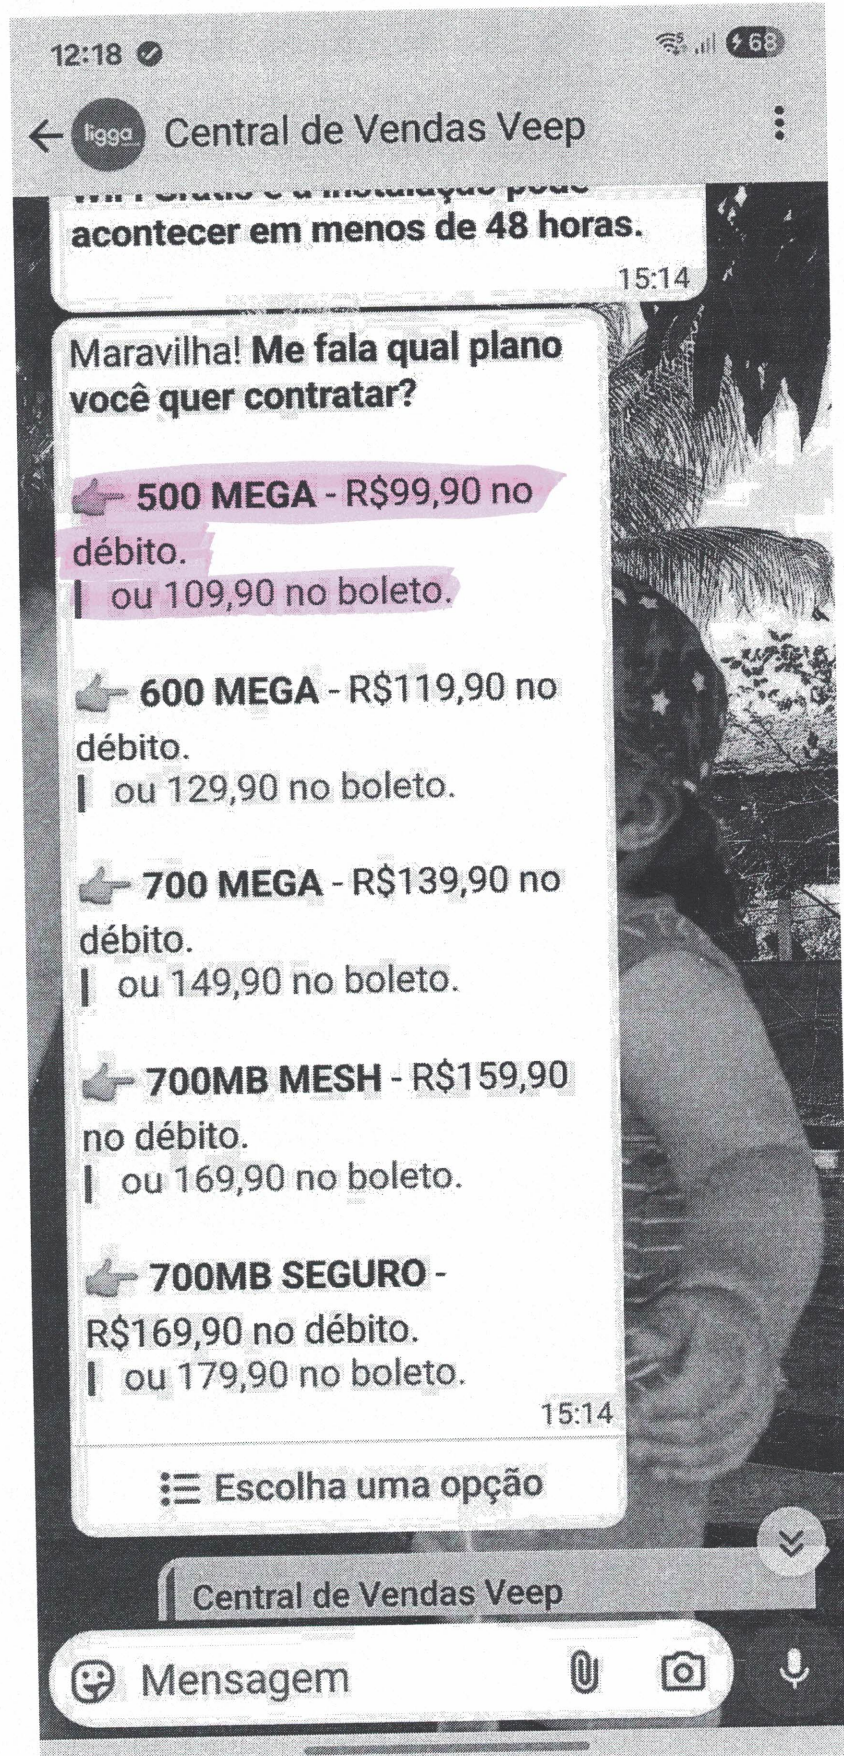 12:18
68
ligga
Central de Vendas Veep
WiFi Grátis e a instalação pode
acontecer em menos de 48 horas.
15:14
Maravilha! Me fala qual plano
você quer contratar?
👉 500 MEGA - R$99,90 no
débito.
| ou 109,90 no boleto.
👉 600 MEGA - R$119,90 no
débito.
| ou 129,90 no boleto.
👉 700 MEGA - R$139,90 no
débito.
| ou 149,90 no boleto.
👉 700MB MESH - R$159,90
no débito.
| ou 169,90 no boleto.
👉 700MB SEGURO -
R$169,90 no débito.
| ou 179,90 no boleto.
15:14
Escolha uma opção
Central de Vendas Veep
Mensagem